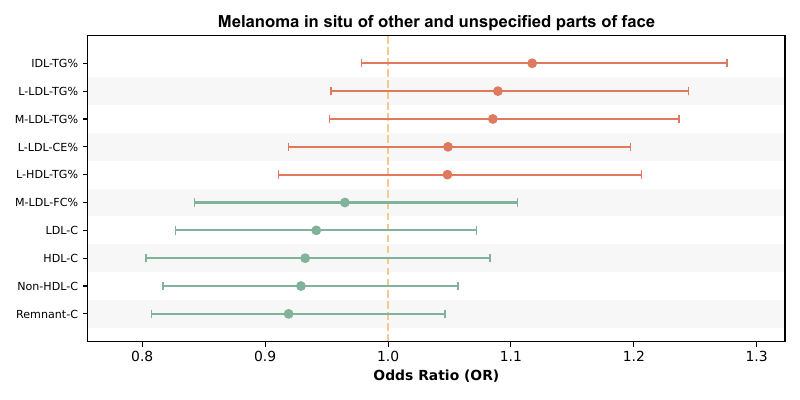 Melanoma in situ of other and unspecified parts of face
IDL-TG%
L-LDL-TG%
M-LDL-TG%
L-LDL-CE%
L-HDL-TG%
M-LDL-FC%
LDL-C
HDL-C
Non-HDL-C
Remnant-C
0.8 0.9 1.0 1.1 1.2 1.3
Odds Ratio (OR)